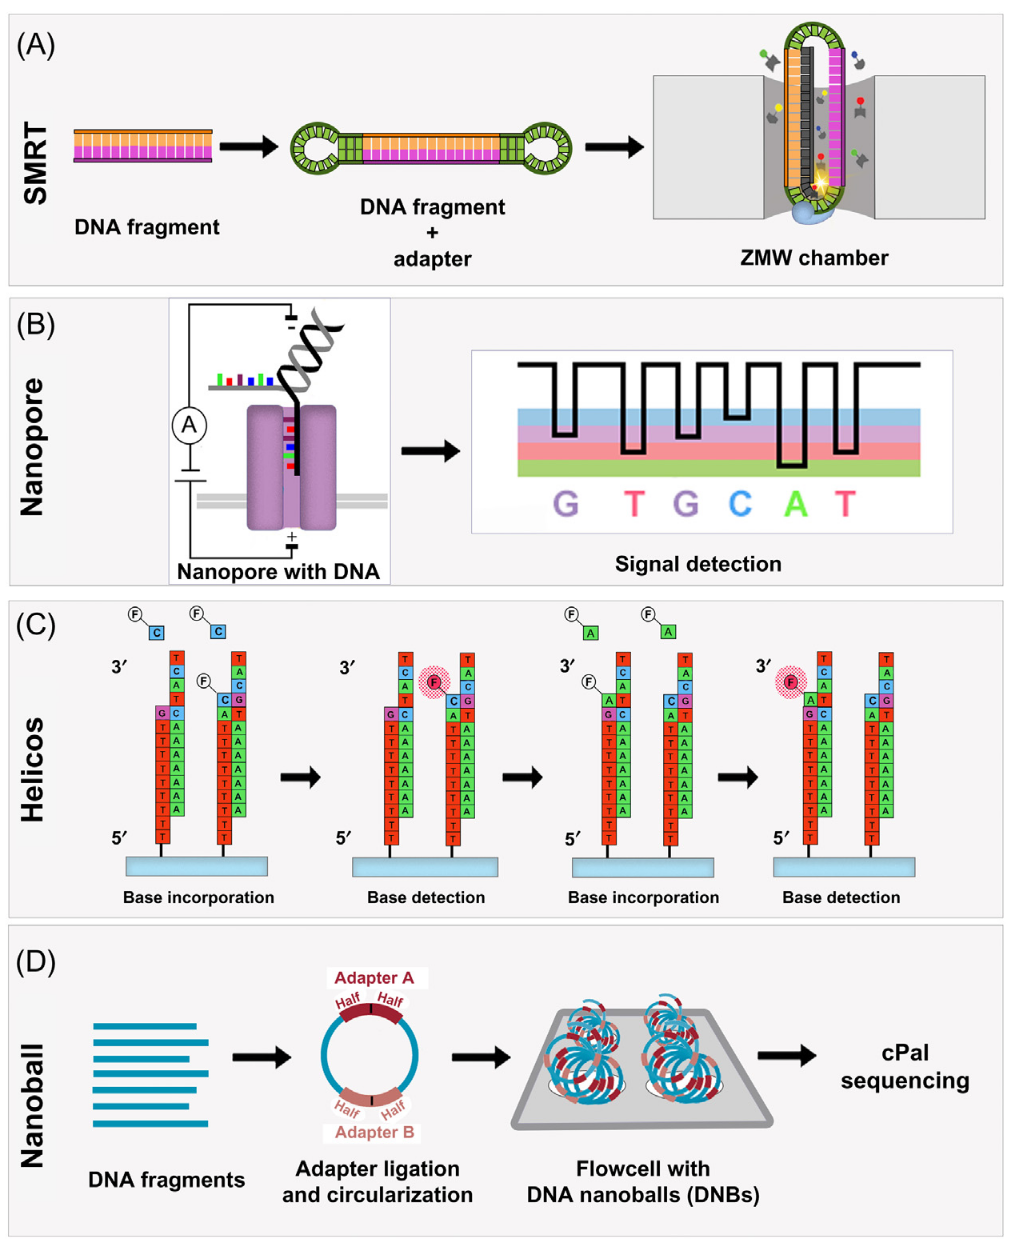 (A)
SMRT
DNA fragment
DNA fragment
+
adapter
ZMW chamber
(B)
Nanopore
A
-
+
Nanopore with DNA
G T G C A T
Signal detection
(C)
Helicos
F C F C
3′
5′
G T T T T T T T T T
T C A T C A A A A A A A
F
C A T T T T T T T T T
T A C G T A A A A A A A
Base incorporation
3′
5′
G T T T T T T T T T
T C A T C A A A A A A A
F
C A T T T T T T T T T
T A C G T A A A A A A A
Base detection
F A F A
3′
5′
F
A G T T T T T T T T T
T C A T C A A A A A A A
C A T T T T T T T T T
T A C G T A A A A A A A
Base incorporation
3′
5′
F
A G T T T T T T T T T
T C A T C A A A A A A A
C A T T T T T T T T T
T A C G T A A A A A A A
Base detection
(D)
Nanoball
DNA fragments
Adapter A
Half Half
Half Half
Adapter B
Adapter ligation
and circularization
Flowcell with
DNA nanoballs (DNBs)
cPal
sequencing